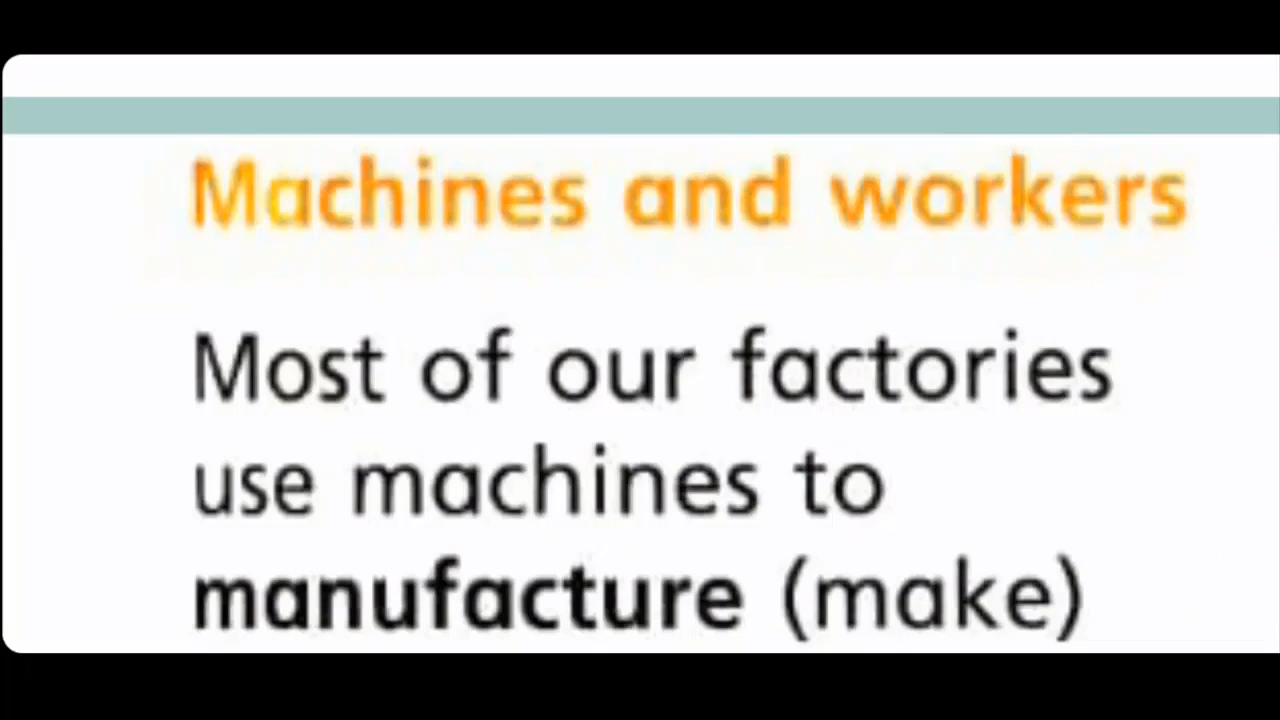 Machines and workers
Most of our factories
use machines to
manufacture (make)